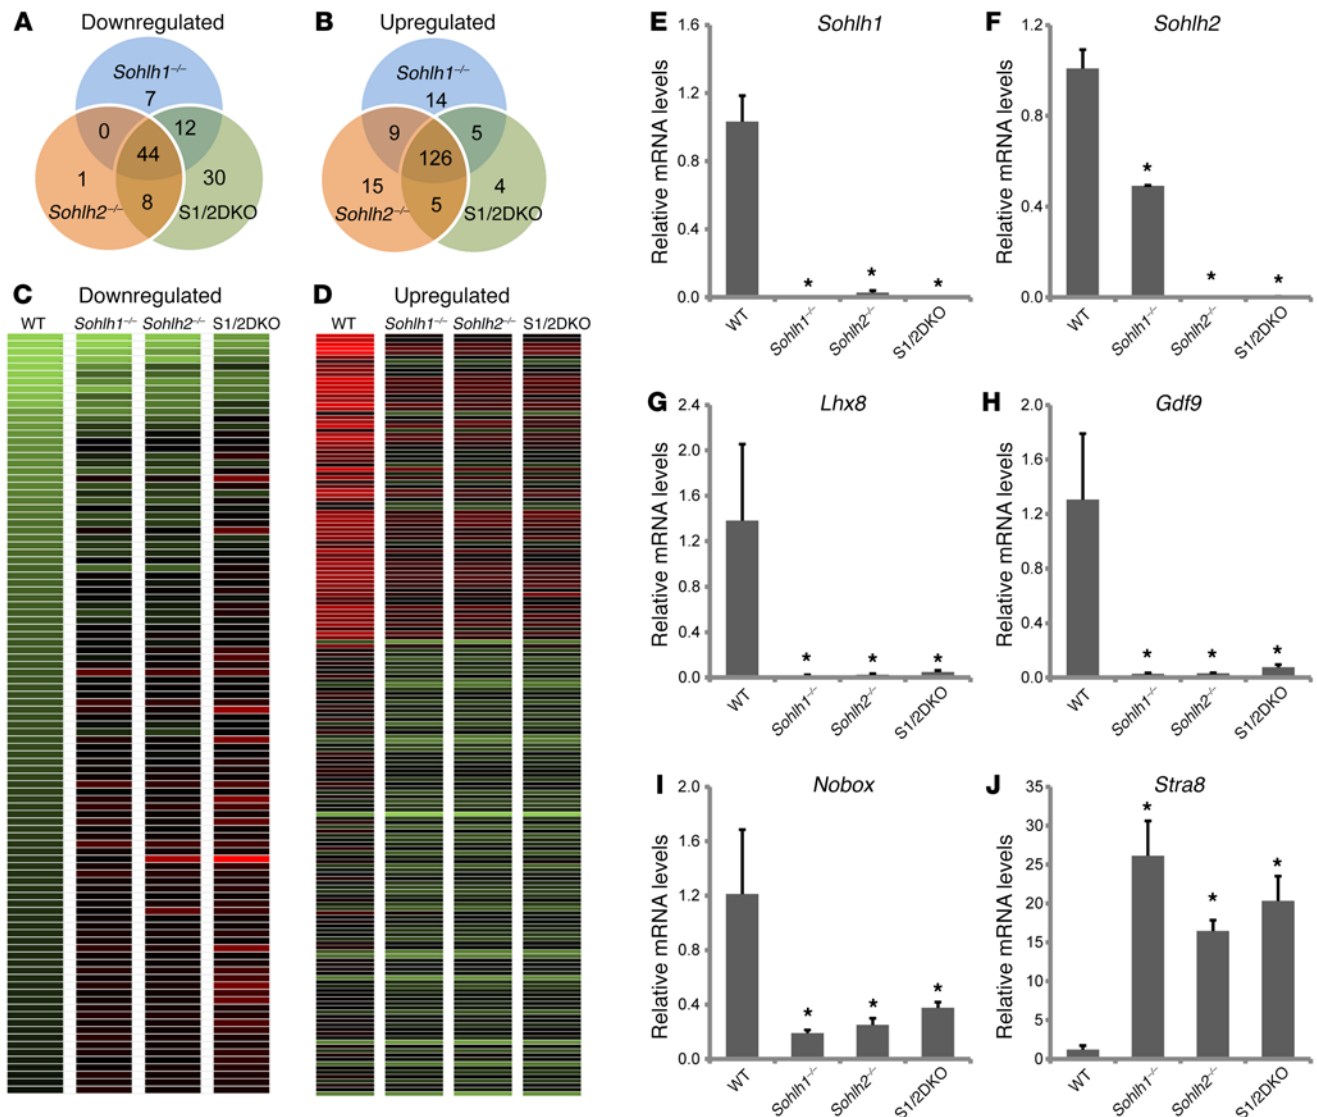 A Downregulated
Sohlh1–/–
7
0 12
44
1 30
Sohlh2–/– 8 S1/2DKO
B Upregulated
Sohlh1–/–
14
9 5
126
15 4
Sohlh2–/– 5 S1/2DKO
C Downregulated
WT Sohlh1–/– Sohlh2–/– S1/2DKO
D Upregulated
WT Sohlh1–/– Sohlh2–/– S1/2DKO
E Sohlh1
Relative mRNA levels
1.6
1.2
0.8
0.4
0.0
* * *
WT Sohlh1–/– Sohlh2–/– S1/2DKO
F Sohlh2
Relative mRNA levels
1.2
0.8
0.4
0.0
* * *
WT Sohlh1–/– Sohlh2–/– S1/2DKO
G Lhx8
Relative mRNA levels
2.4
2.0
1.6
1.2
0.8
0.4
0.0
* * *
WT Sohlh1–/– Sohlh2–/– S1/2DKO
H Gdf9
Relative mRNA levels
2.0
1.6
1.2
0.8
0.4
0.0
* * *
WT Sohlh1–/– Sohlh2–/– S1/2DKO
I Nobox
Relative mRNA levels
2.0
1.6
1.2
0.8
0.4
0.0
* * *
WT Sohlh1–/– Sohlh2–/– S1/2DKO
J Stra8
Relative mRNA levels
35
30
25
20
15
10
5
0
* * *
WT Sohlh1–/– Sohlh2–/– S1/2DKO